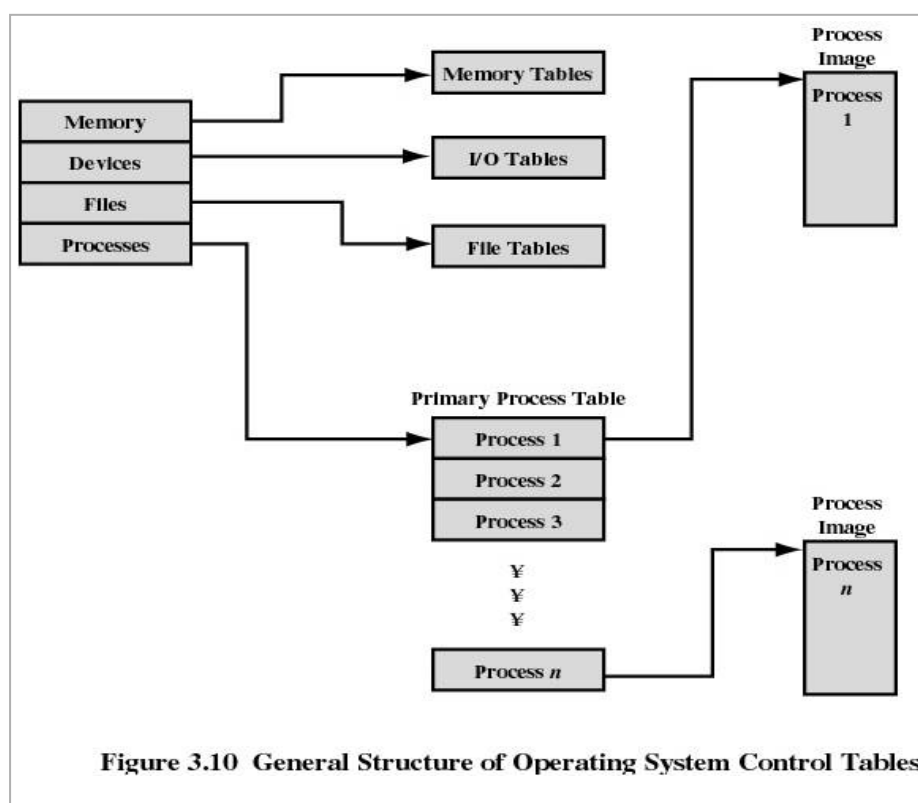 Memory
Devices
Files
Processes
Memory Tables
I/O Tables
File Tables
Primary Process Table
Process 1
Process 2
Process 3
¥
¥
¥
Process n
Process
Image
Process
1
Process
Image
Process
n
Figure 3.10 General Structure of Operating System Control Tables